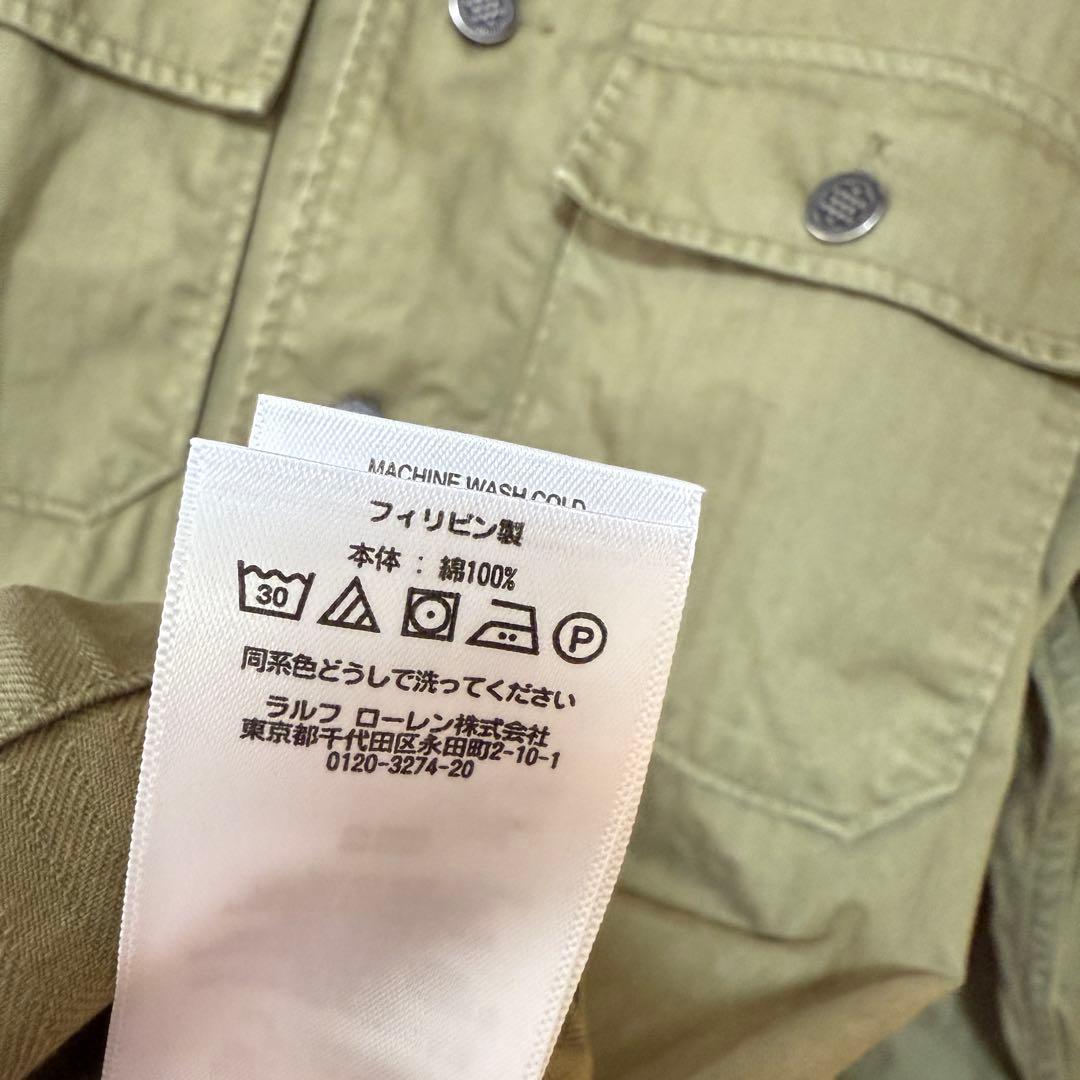 MACHINE WASH COLD
フィリピン製
本体 : 綿100%
30 P
同系色どうしで洗ってください
ラルフ ローレン株式会社
東京都千代田区永田町2-10-1
0120-3274-20